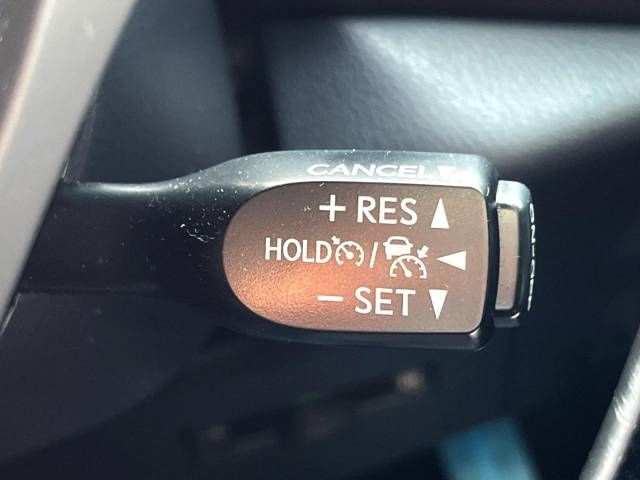 CANCEL▼
+ RES ▲
HOLD / ◀
− SET ▼